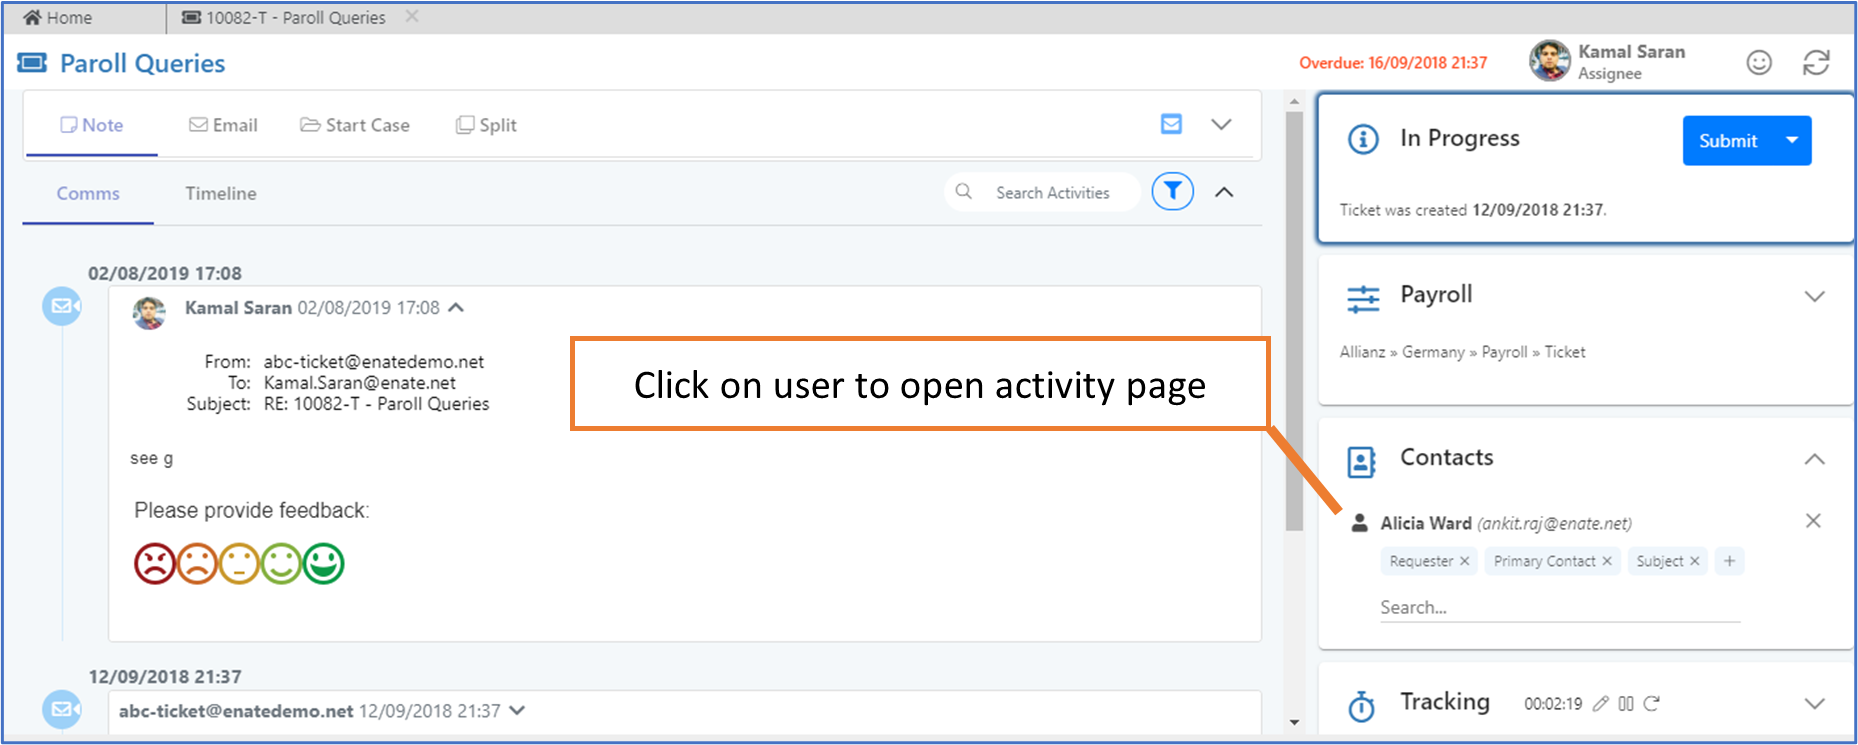 Home
10082-T - Paroll Queries
Paroll Queries
Overdue: 16/09/2018 21:37
Kamal Saran
Assignee
Note
Email
Start Case
Split
Comms
Timeline
Search Activities
02/08/2019 17:08
Kamal Saran 02/08/2019 17:08
From: abc-ticket@enatedemo.net
To: Kamal.Saran@enate.net
Subject: RE: 10082-T - Paroll Queries
see g
Please provide feedback:
12/09/2018 21:37
abc-ticket@enatedemo.net 12/09/2018 21:37
Click on user to open activity page
In Progress
Submit
Ticket was created 12/09/2018 21:37.
Payroll
Allianz » Germany » Payroll » Ticket
Contacts
Alicia Ward (ankit.raj@enate.net)
Requester × Primary Contact × Subject × +
Search...
Tracking 00:02:19